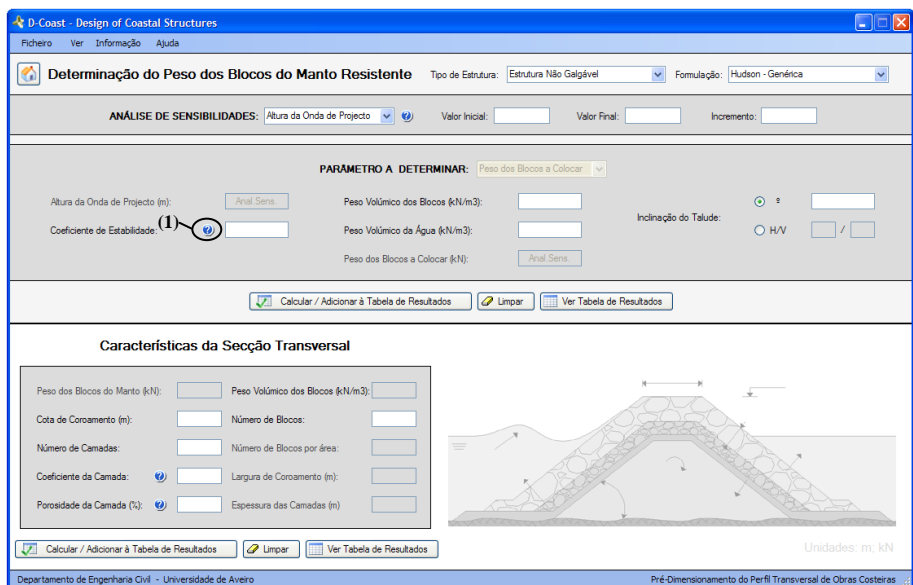 D-Coast - Design of Coastal Structures
Ficheiro Ver Informação Ajuda
Determinação do Peso dos Blocos do Manto Resistente Tipo de Estrutura: Estrutura Não Galgável Formulação: Hudson - Genérica
ANÁLISE DE SENSIBILIDADES: Altura da Onda de Projecto Valor Inicial: Valor Final: Incremento:
PARÂMETRO A DETERMINAR: Peso dos Blocos a Colocar
Altura da Onda de Projecto (m): Anal.Sens. Peso Volúmico dos Blocos (kN/m3): º
Inclinação do Talude:
Coeficiente de Estabilidade: (1) Peso Volúmico da Água (kN/m3): H/V /
Peso dos Blocos a Colocar (kN): Anal.Sens.
Calcular / Adicionar à Tabela de Resultados Limpar Ver Tabela de Resultados
Características da Secção Transversal
Peso dos Blocos do Manto (kN): Peso Volúmico dos Blocos (kN/m3):
Cota de Coroamento (m): Número de Blocos:
Número de Camadas: Número de Blocos por área:
Coeficiente da Camada: Largura de Coroamento (m):
Porosidade da Camada (%): Espessura das Camadas (m)
Calcular / Adicionar à Tabela de Resultados Limpar Ver Tabela de Resultados Unidades: m; kN
Departamento de Engenharia Civil - Universidade de Aveiro Pré-Dimensionamento do Perfil Transversal de Obras Costeiras